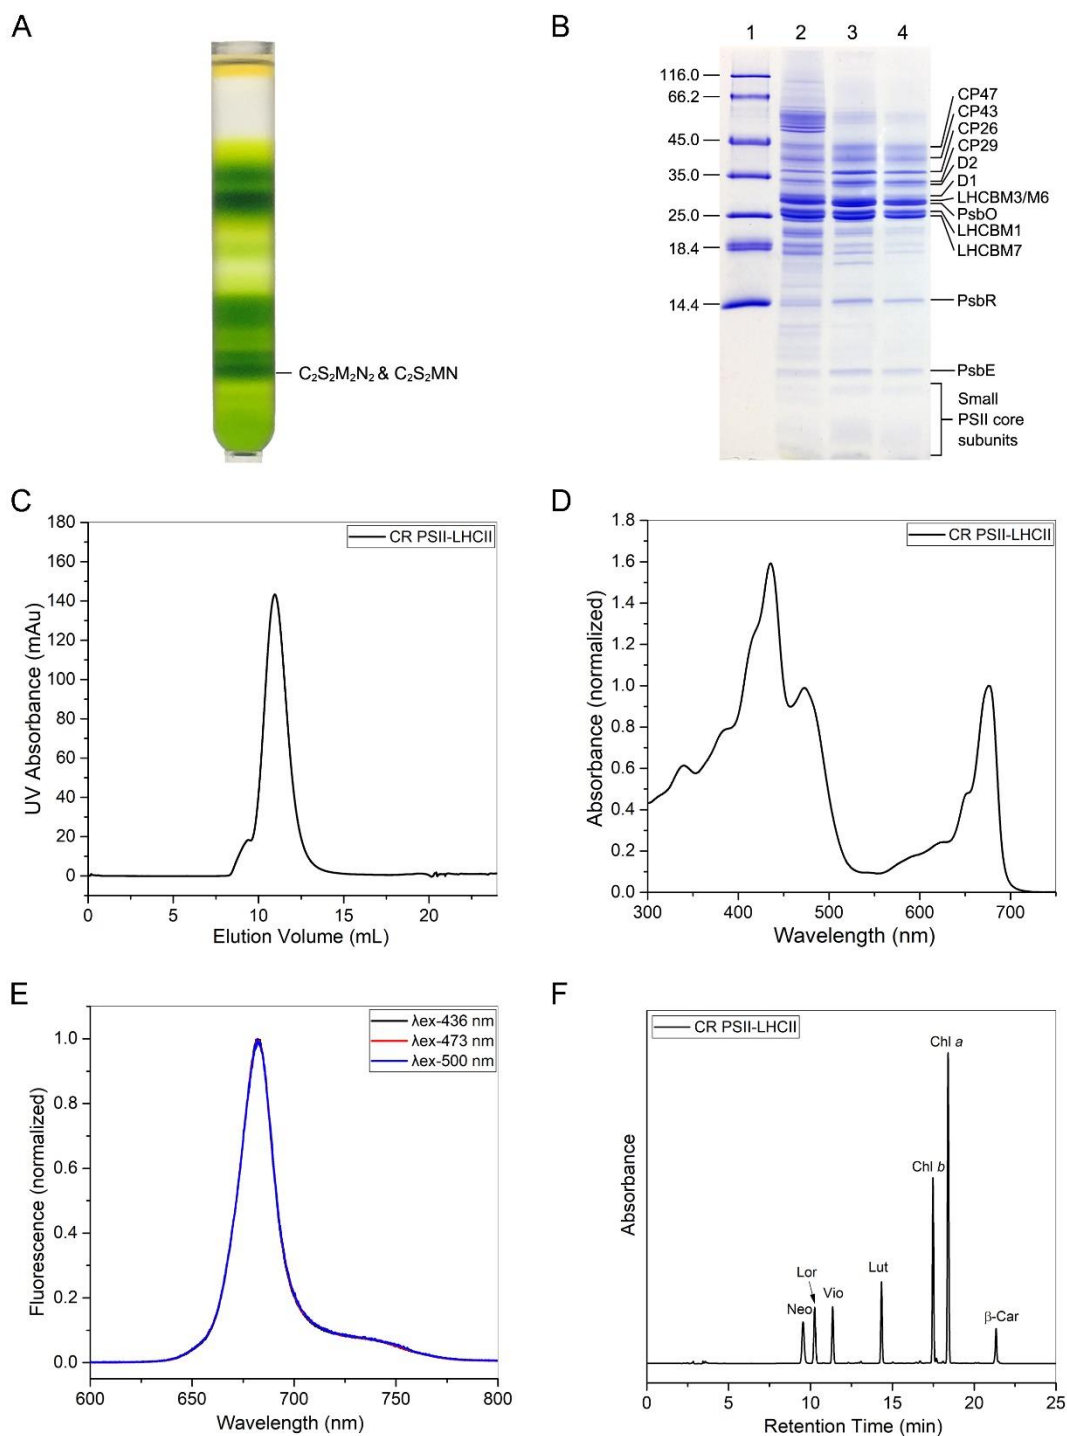 A
C₂S₂M₂N₂ & C₂S₂MN
B
1 2 3 4
116.0
66.2
45.0
35.0
25.0
18.4
14.4
CP47
CP43
CP26
CP29
D2
D1
LHCBM3/M6
PsbO
LHCBM1
LHCBM7
PsbR
PsbE
Small
PSII core
subunits
C
CR PSII-LHCII
UV Absorbance (mAu)
180
160
140
120
100
80
60
40
20
0
0 5 10 15 20
Elution Volume (mL)
D
CR PSII-LHCII
Absorbance (normalized)
1.8
1.6
1.4
1.2
1.0
0.8
0.6
0.4
0.2
0.0
300 400 500 600 700
Wavelength (nm)
E
λex-436 nm
λex-473 nm
λex-500 nm
Fluorescence (normalized)
1.0
0.8
0.6
0.4
0.2
0.0
600 650 700 750 800
Wavelength (nm)
F
CR PSII-LHCII
Absorbance
Chl a
Chl b
Lut
Lor
Vio
Neo
β-Car
0 5 10 15 20 25
Retention Time (min)